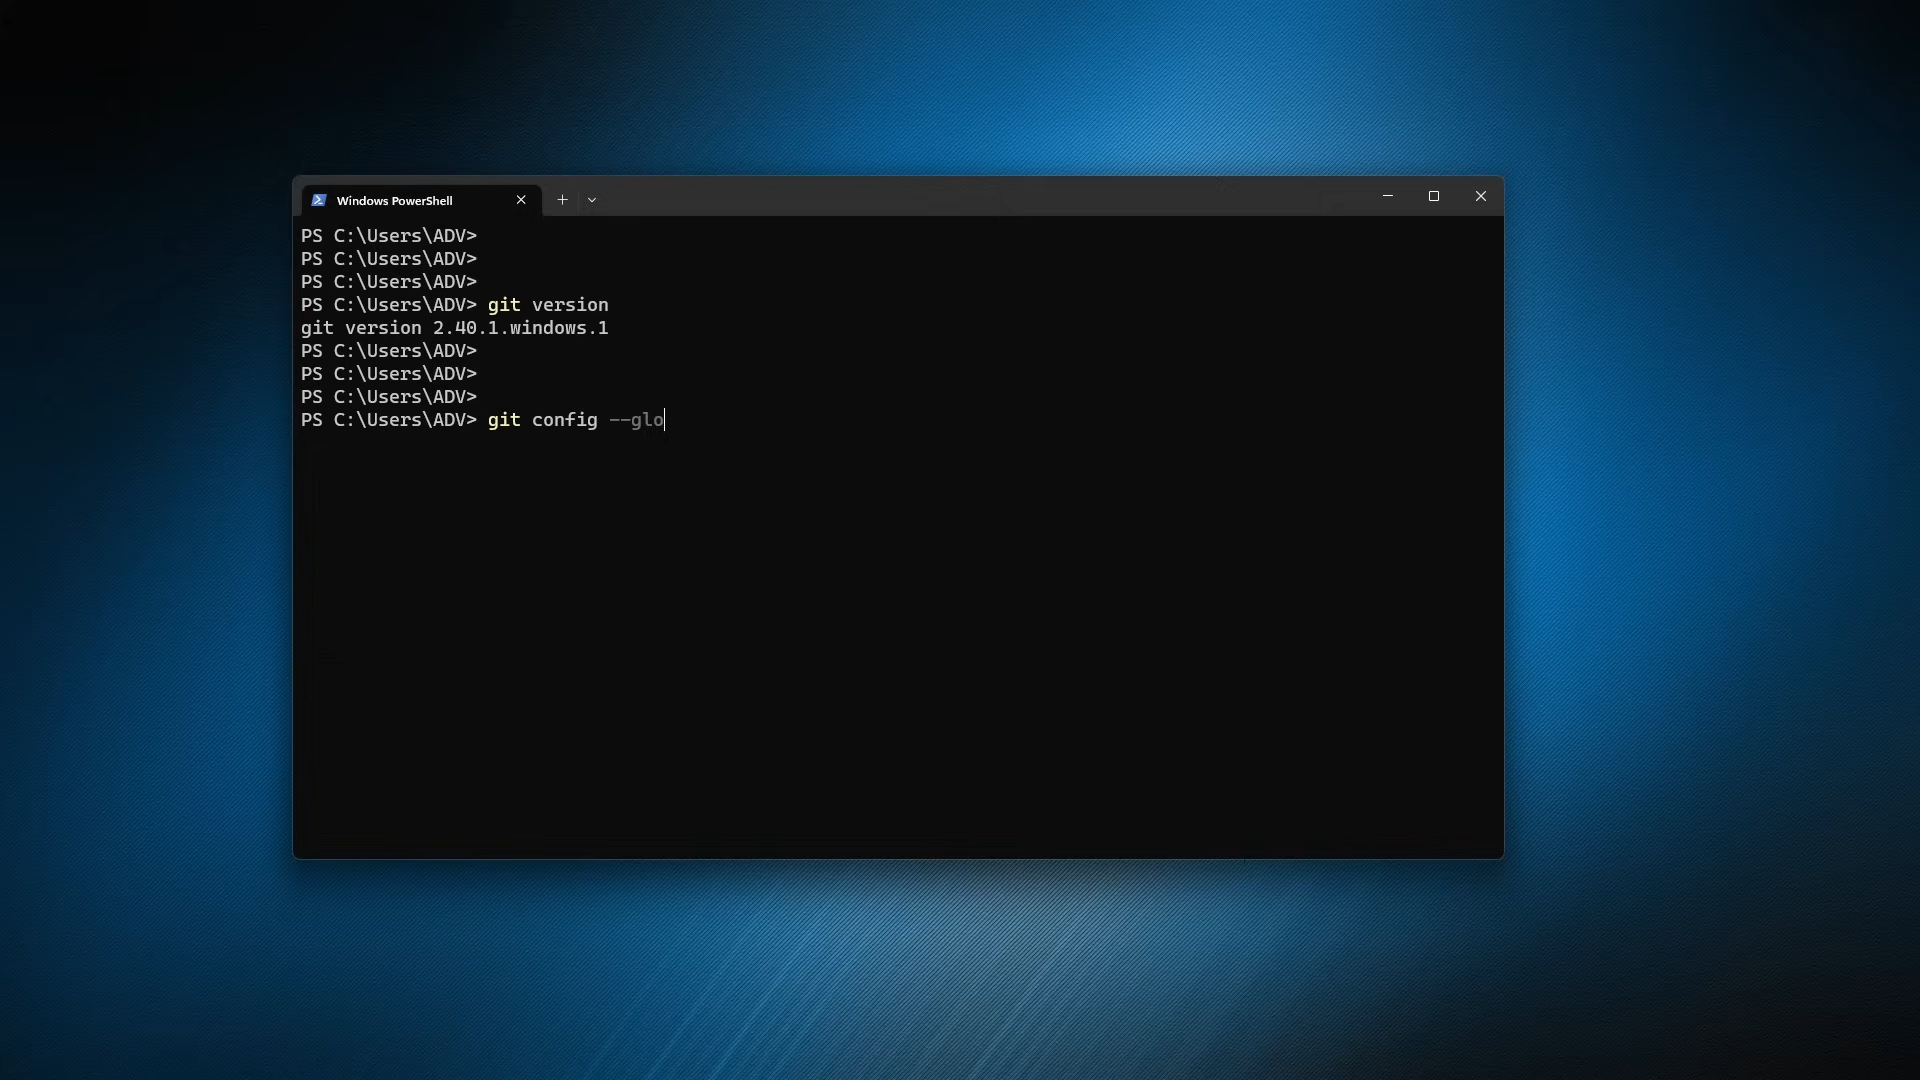 Windows PowerShell
PS C:\Users\ADV>
PS C:\Users\ADV>
PS C:\Users\ADV>
PS C:\Users\ADV> git version
git version 2.40.1.windows.1
PS C:\Users\ADV>
PS C:\Users\ADV>
PS C:\Users\ADV>
PS C:\Users\ADV> git config --glo